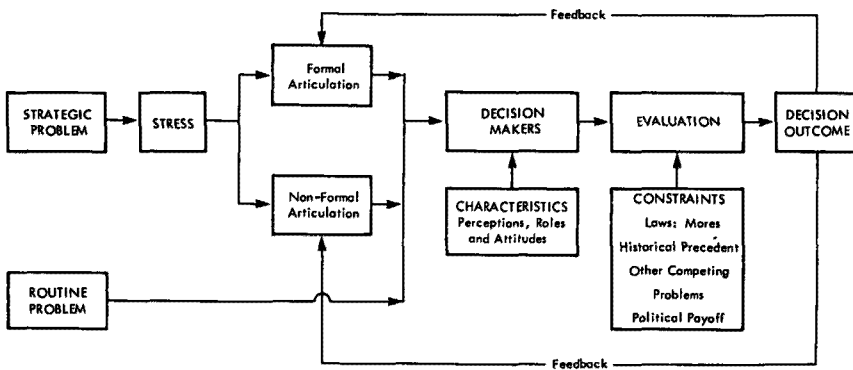 Feedback
Formal
Articulation
STRATEGIC
PROBLEM
STRESS
DECISION
MAKERS
EVALUATION
DECISION
OUTCOME
Non-Formal
Articulation
CHARACTERISTICS
Perceptions, Roles
and Attitudes
CONSTRAINTS
Laws: Mores
Historical Precedent
Other Competing
Problems
Political Payoff
ROUTINE
PROBLEM
Feedback